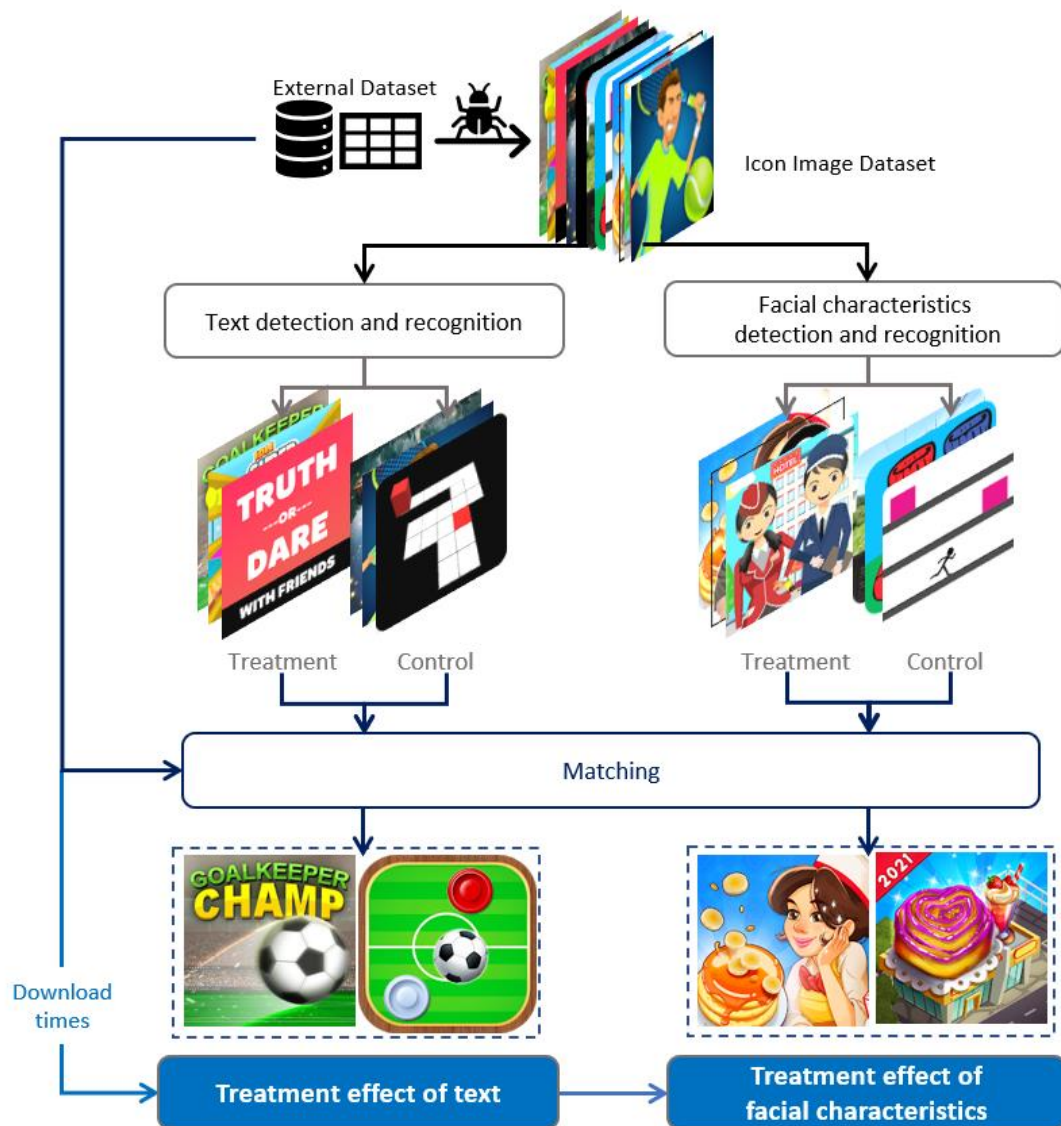 External Dataset
Icon Image Dataset
Text detection and recognition
Facial characteristics
detection and recognition
GOALKEEPER
TRUTH
---OR---
DARE
WITH FRIENDS
HOTEL
Treatment
Control
Treatment
Control
Matching
GOALKEEPER
CHAMP
2021
Download
times
Treatment effect of text
Treatment effect of
facial characteristics